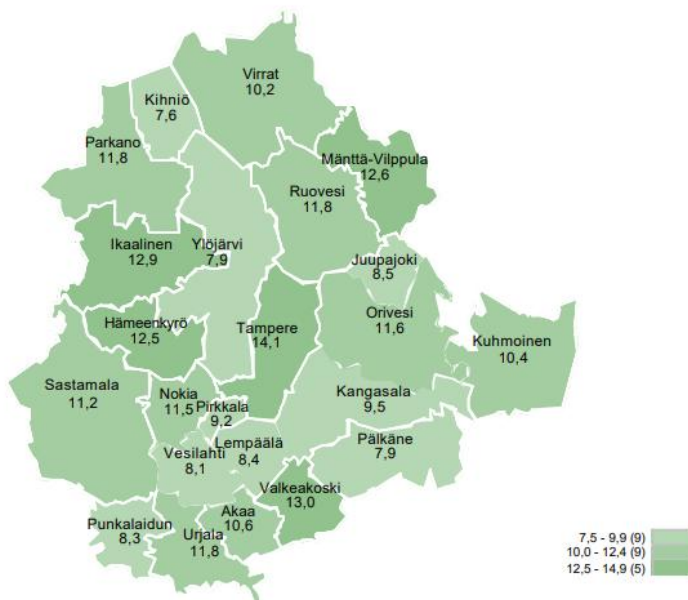 Virrat
10,2
Kihniö
7,6
Parkano
11,8
Mänttä-Vilppula
12,6
Ruovesi
11,8
Ikaalinen
12,9
Ylöjärvi
7,9
Juupajoki
8,5
Hämeenkyrö
12,5
Tampere
14,1
Orivesi
11,6
Kuhmoinen
10,4
Sastamala
11,2
Nokia
11,5
Pirkkala
9,2
Kangasala
9,5
Vesilahti
8,1
Lempäälä
8,4
Pälkäne
7,9
Valkeakoski
13,0
Punkalaidun
8,3
Urjala
11,8
Akaa
10,6
7,5 - 9,9 (9)
10,0 - 12,4 (9)
12,5 - 14,9 (5)